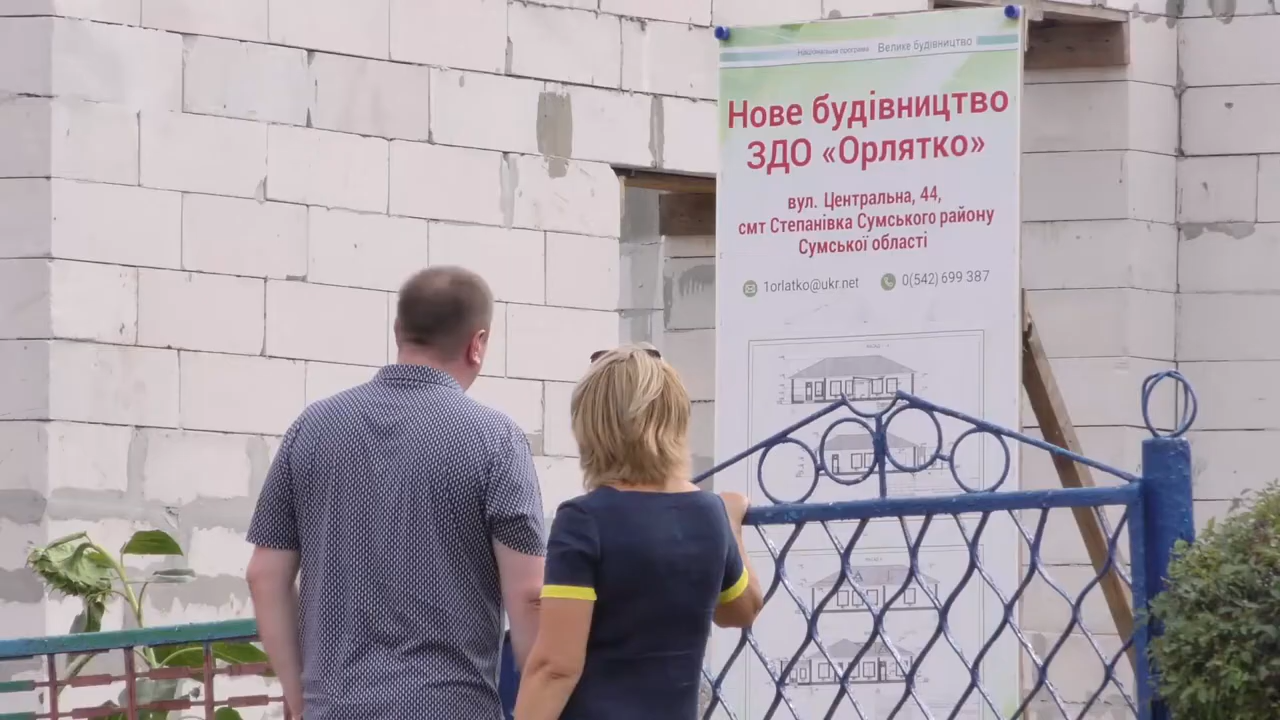 Національна програма Велике будівництво
Нове будівництво
ЗДО «Орлятко»
вул. Центральна, 44,
смт Степанівка Сумського району
Сумської області
1orlatko@ukr.net 0(542) 699 387